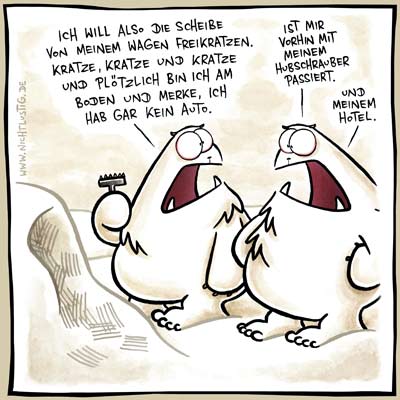 ICH WILL ALSO DIE SCHEIBE
VON MEINEM WAGEN FREIKRATZEN.
KRATZE, KRATZE UND KRATZE
UND PLÖTZLICH BIN ICH AM
BODEN UND MERKE, ICH
HAB GAR KEIN AUTO.
IST MIR
VORHIN MIT
MEINEM
HUBSCHRAUBER
PASSIERT.
UND
MEINEM
HOTEL.
WWW.NICHTLUSTIG.DE